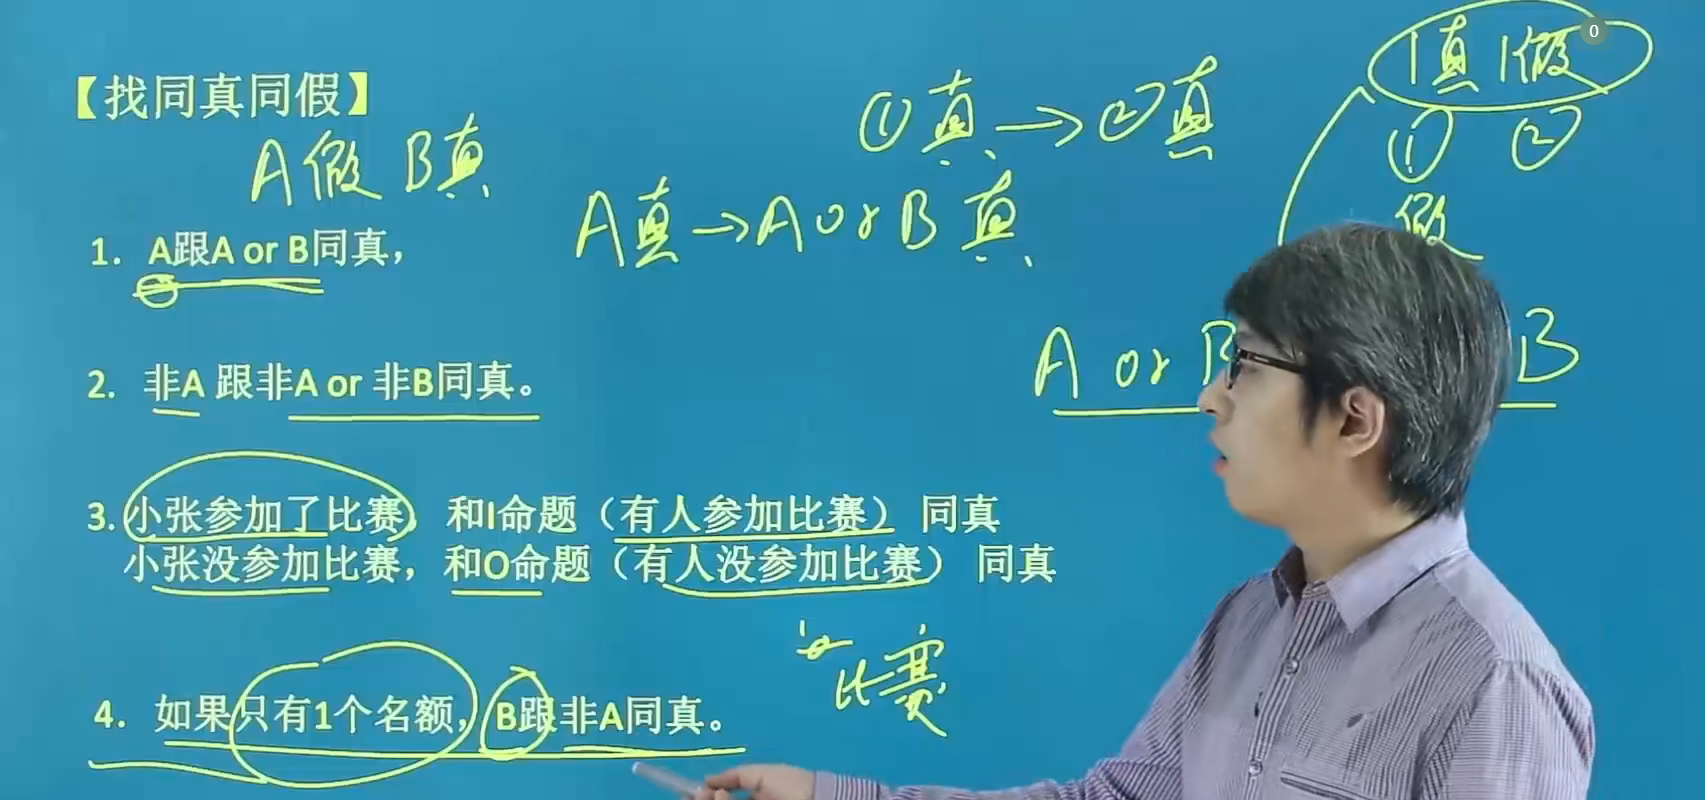 【找同真同假】
A假 B真
1. A跟A or B同真，
2. 非A 跟非A or 非B同真。
3. 小张参加了比赛， 和I命题（有人参加比赛） 同真
小张没参加比赛，和O命题（有人没参加比赛） 同真
4. 如果只有1个名额，B跟非A同真。
①真→②真
A真→A or B真
1真1假
① ②
假
A or B
B
比赛
0